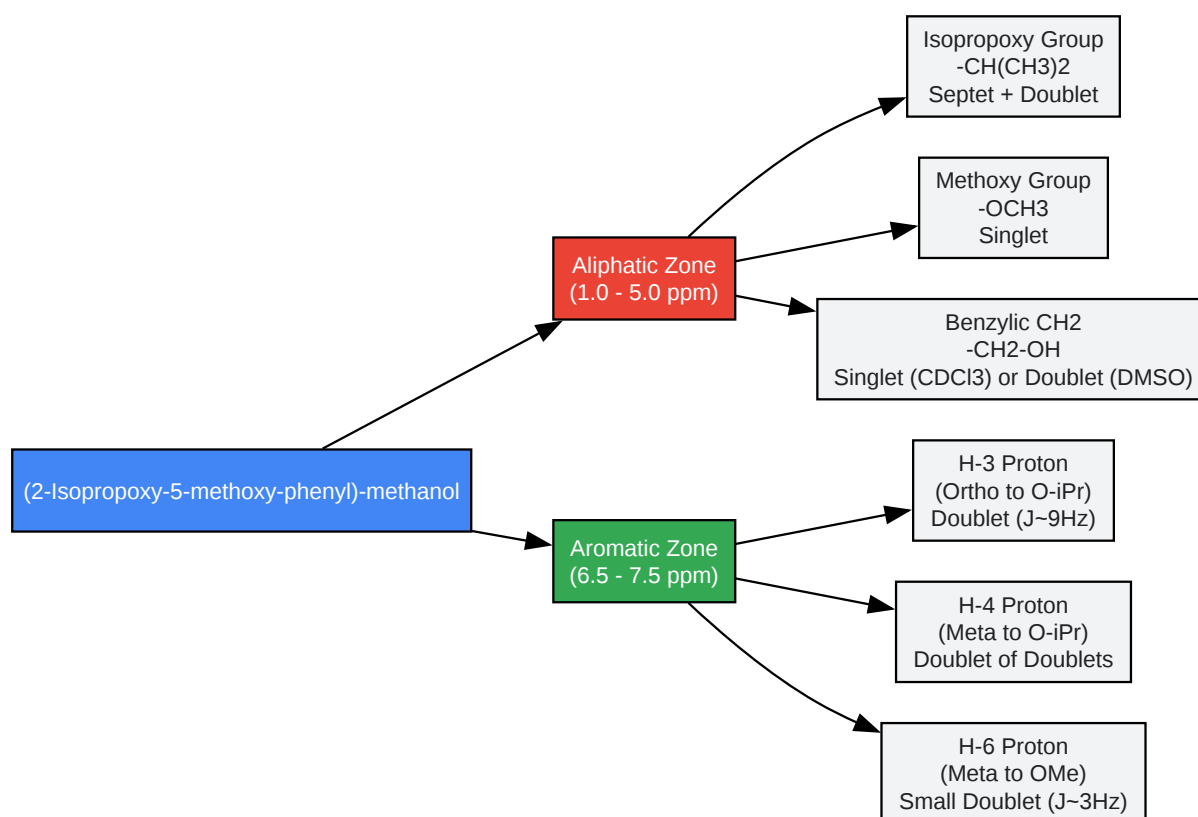 (2-Isopropoxy-5-methoxy-phenyl)-methanol
Aliphatic Zone
(1.0 - 5.0 ppm)
Isopropoxy Group
-CH(CH3)2
Septet + Doublet
Methoxy Group
-OCH3
Singlet
Benzylic CH2
-CH2-OH
Singlet (CDCl3) or Doublet (DMSO)
Aromatic Zone
(6.5 - 7.5 ppm)
H-3 Proton
(Ortho to O-iPr)
Doublet (J~9Hz)
H-4 Proton
(Meta to O-iPr)
Doublet of Doublets
H-6 Proton
(Meta to OMe)
Small Doublet (J~3Hz)